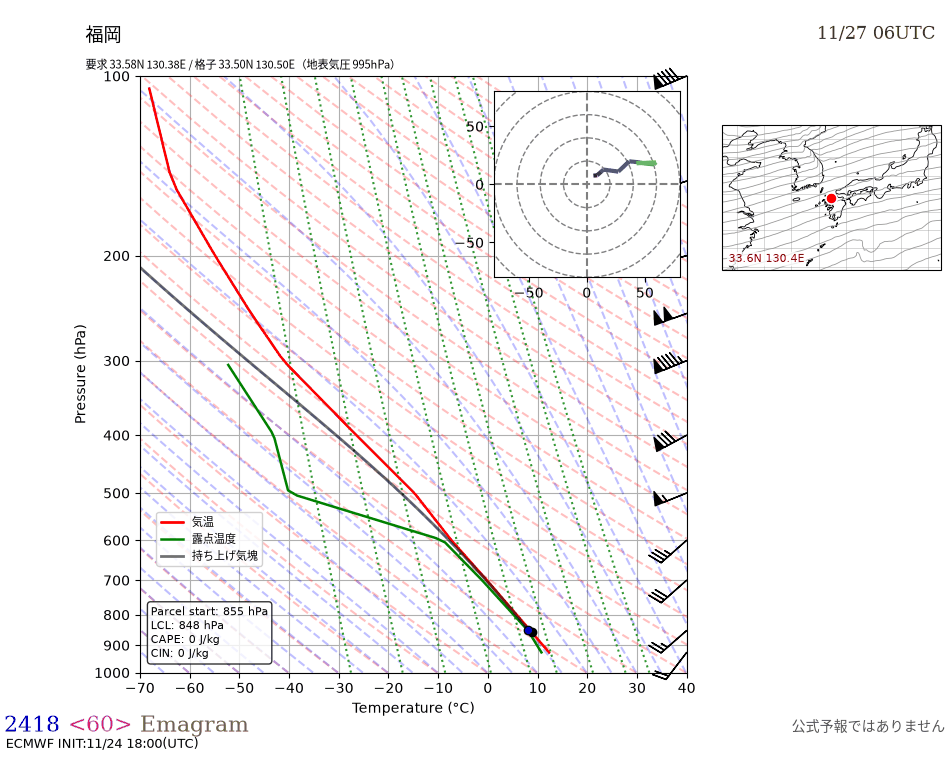 福岡
11/27 06UTC
要求 33.58N 130.38E / 格子 33.50N 130.50E（地表気圧 995hPa）
100
200
300
400
500
600
700
800
900
1000
Pressure (hPa)
−70 −60 −50 −40 −30 −20 −10 0 10 20 30 40
Temperature (°C)
50
0
−50
−50 0 50
33.6N 130.4E
気温
露点温度
持ち上げ気塊
Parcel start: 855 hPa
LCL: 848 hPa
CAPE: 0 J/kg
CIN: 0 J/kg
2418 <60> Emagram
公式予報ではありません
ECMWF INIT:11/24 18:00(UTC)